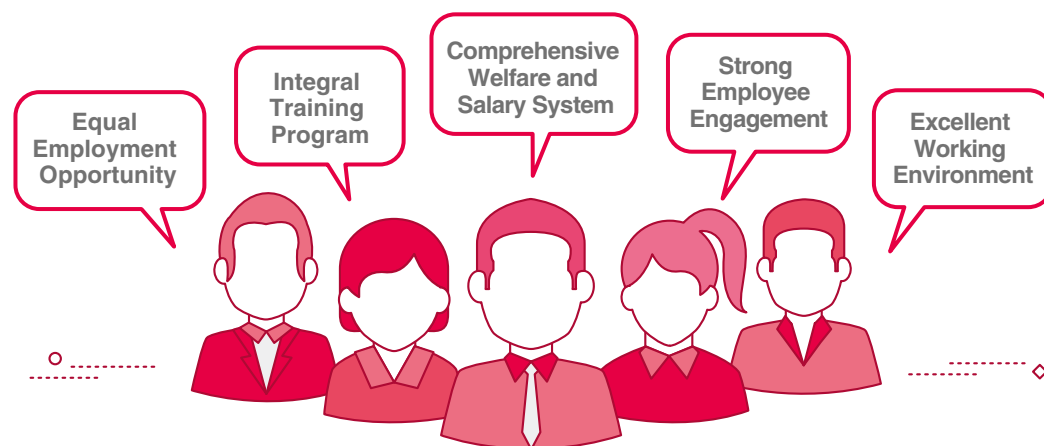 Equal
Employment
Opportunity
Integral
Training
Program
Comprehensive
Welfare and
Salary System
Strong
Employee
Engagement
Excellent
Working
Environment